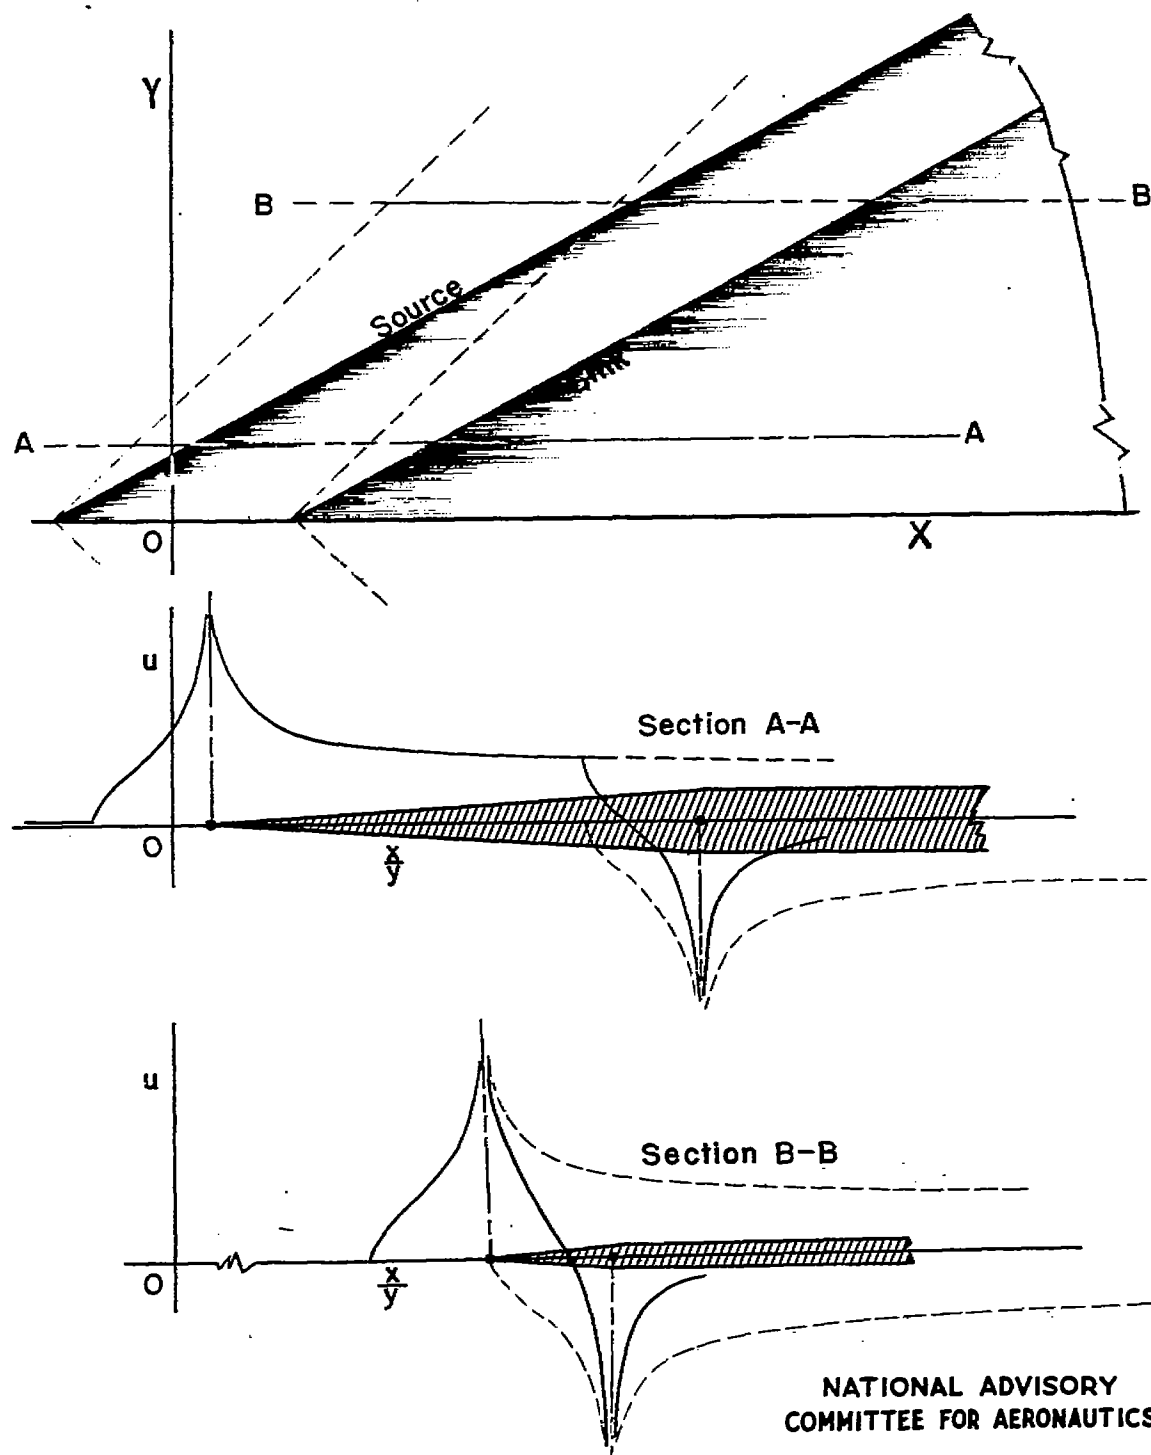 Y
B B
Source
A A
O X
u
Section A-A
O x/y
u
Section B-B
O x/y
NATIONAL ADVISORY
COMMITTEE FOR AERONAUTICS